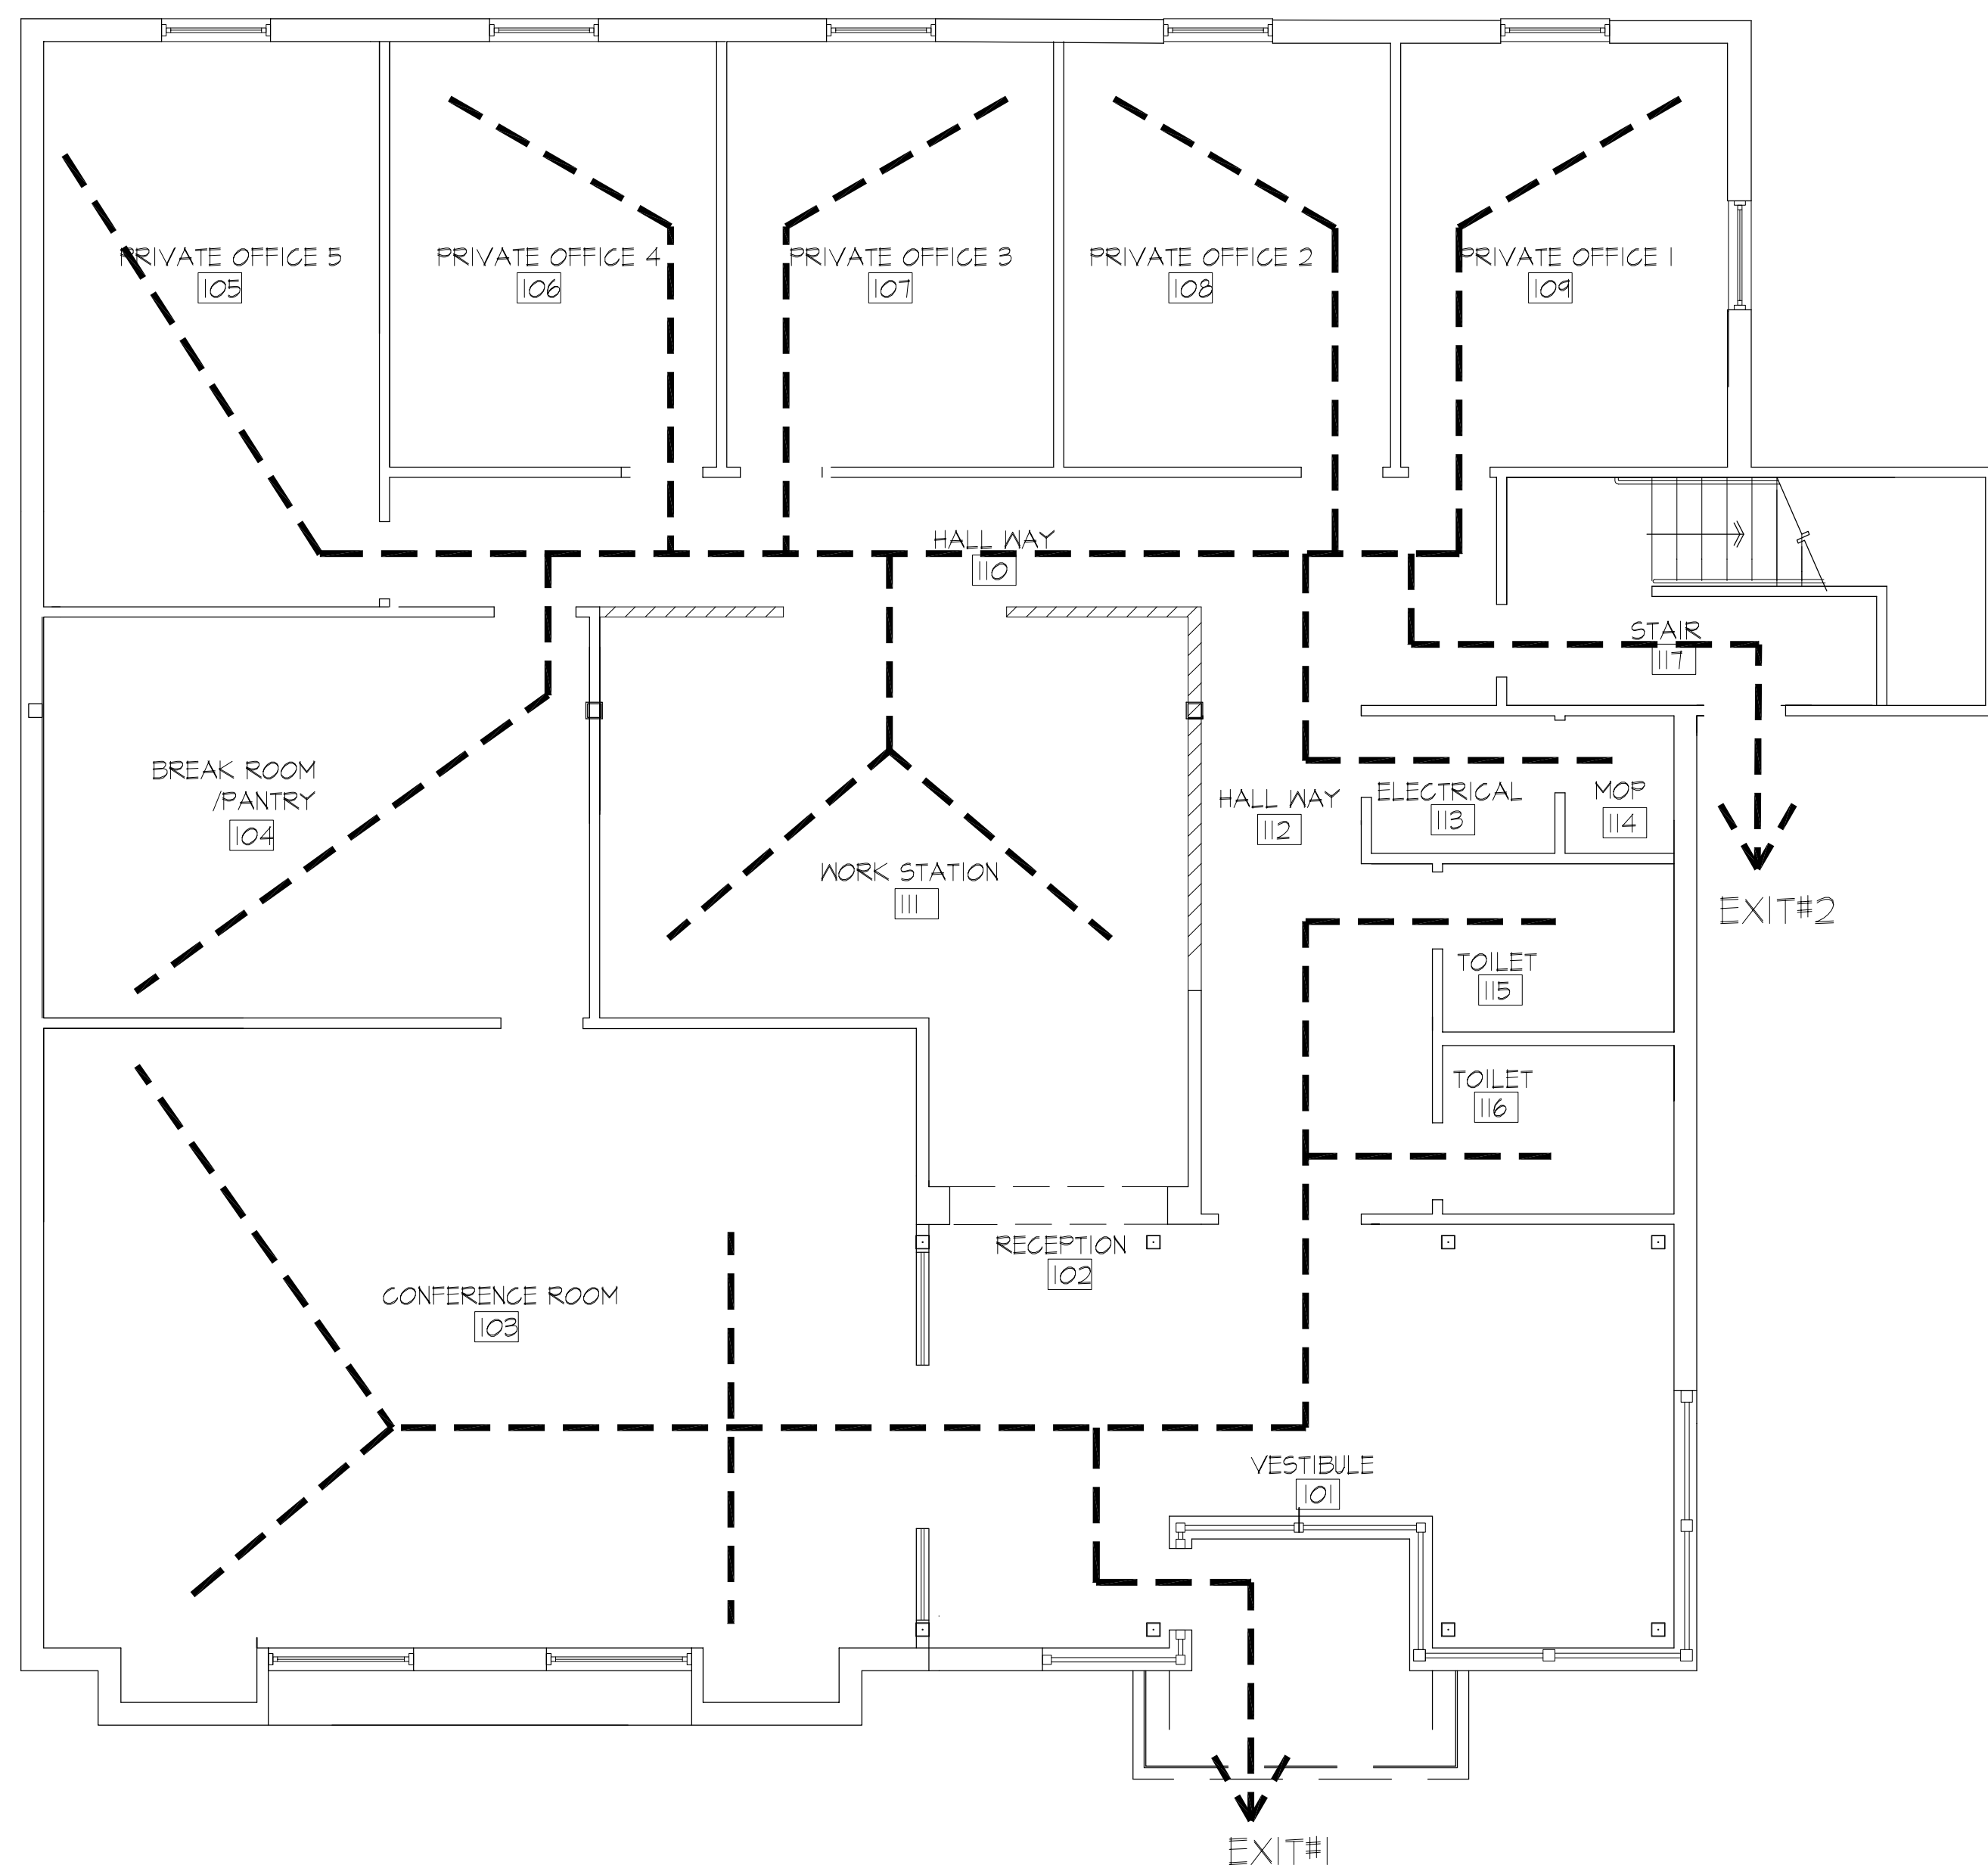 PRIVATE OFFICE 5
105
PRIVATE OFFICE 4
106
PRIVATE OFFICE 3
107
PRIVATE OFFICE 2
108
PRIVATE OFFICE 1
109
HALL WAY
110
STAIR
117
BREAK ROOM
/PANTRY
104
WORK STATION
111
HALL WAY
112
ELECTRICAL
113
MOP
114
EXIT#2
TOILET
115
TOILET
116
RECEPTION
102
CONFERENCE ROOM
103
VESTIBULE
101
EXIT#1